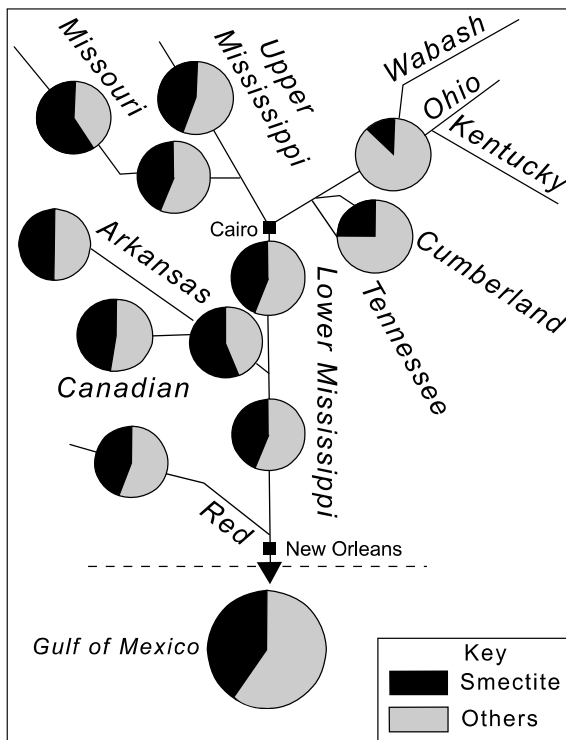 Missouri
Upper
Mississippi
Wabash
Ohio
Kentucky
Cairo
Arkansas
Cumberland
Tennessee
Lower Mississippi
Canadian
Red
New Orleans
Gulf of Mexico
Key
Smectite
Others